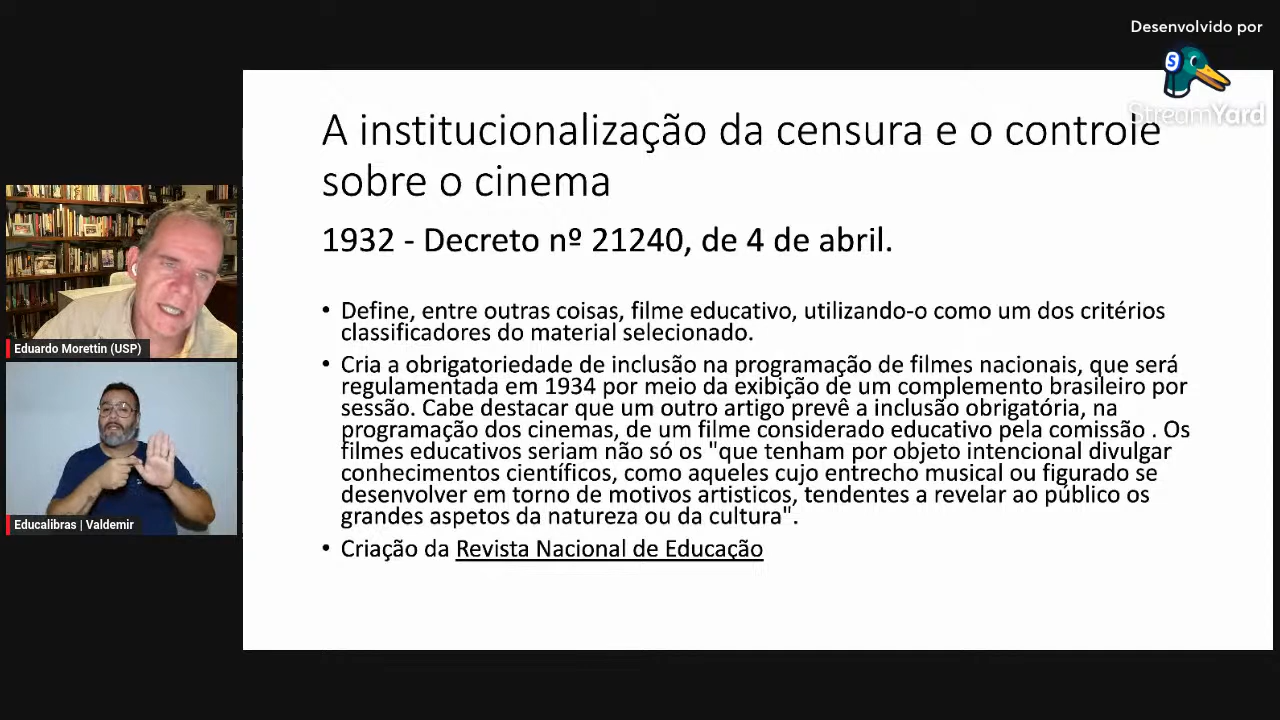 Desenvolvido por
StreamYard
A institucionalização da censura e o controle
sobre o cinema
1932 - Decreto nº 21240, de 4 de abril.
• Define, entre outras coisas, filme educativo, utilizando-o como um dos critérios
classificadores do material selecionado.
• Cria a obrigatoriedade de inclusão na programação de filmes nacionais, que será
regulamentada em 1934 por meio da exibição de um complemento brasileiro por
sessão. Cabe destacar que um outro artigo prevê a inclusão obrigatória, na
programação dos cinemas, de um filme considerado educativo pela comissão . Os
filmes educativos seriam não só os "que tenham por objeto intencional divulgar
conhecimentos científicos, como aqueles cujo entrecho musical ou figurado se
desenvolver em torno de motivos artisticos, tendentes a revelar ao público os
grandes aspetos da natureza ou da cultura".
• Criação da Revista Nacional de Educação
Eduardo Morettin (USP)
Educalibras | Valdemir